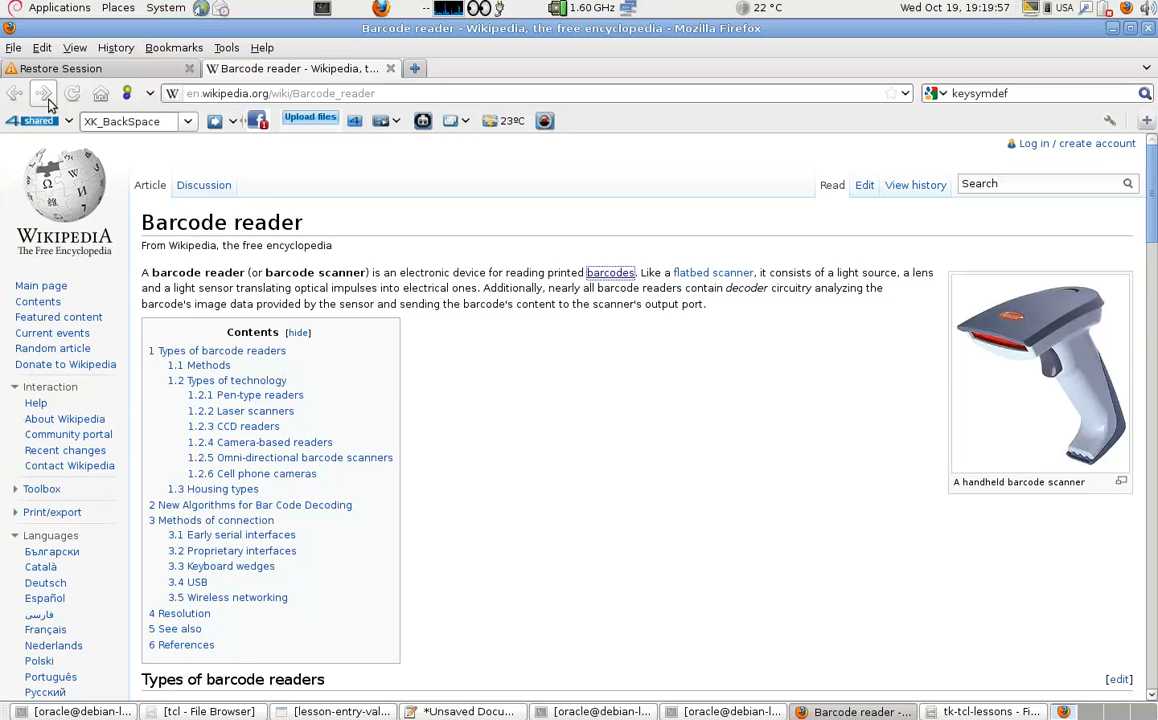 Applications Places System -- 1.60 GHz 22 °C Wed Oct 19, 19:19:57 USA
Barcode reader - Wikipedia, the free encyclopedia - Mozilla Firefox
File Edit View History Bookmarks Tools Help
Restore Session Barcode reader - Wikipedia, t...
en.wikipedia.org/wiki/Barcode_reader keysymdef
4 shared XK_BackSpace Upload files 23ºC
Log in / create account
Article Discussion Read Edit View history Search
Barcode reader
From Wikipedia, the free encyclopedia
WIKIPEDIA
The Free Encyclopedia
A barcode reader (or barcode scanner) is an electronic device for reading printed barcodes. Like a flatbed scanner, it consists of a light source, a lens
and a light sensor translating optical impulses into electrical ones. Additionally, nearly all barcode readers contain decoder circuitry analyzing the
barcode's image data provided by the sensor and sending the barcode's content to the scanner's output port.
Main page
Contents
Featured content
Current events
Random article
Donate to Wikipedia
Interaction
Help
About Wikipedia
Community portal
Recent changes
Contact Wikipedia
Toolbox
Print/export
Languages
Български
Català
Deutsch
Español
فارسی
Français
Nederlands
Polski
Português
Русский
Contents [hide]
1 Types of barcode readers
1.1 Methods
1.2 Types of technology
1.2.1 Pen-type readers
1.2.2 Laser scanners
1.2.3 CCD readers
1.2.4 Camera-based readers
1.2.5 Omni-directional barcode scanners
1.2.6 Cell phone cameras
1.3 Housing types
2 New Algorithms for Bar Code Decoding
3 Methods of connection
3.1 Early serial interfaces
3.2 Proprietary interfaces
3.3 Keyboard wedges
3.4 USB
3.5 Wireless networking
4 Resolution
5 See also
6 References
A handheld barcode scanner
Types of barcode readers [edit]
[oracle@debian-l... [tcl - File Browser] [lesson-entry-val... *Unsaved Docu... [oracle@debian-l... [oracle@debian-l... Barcode reader -... tk-tcl-lessons - Fi...